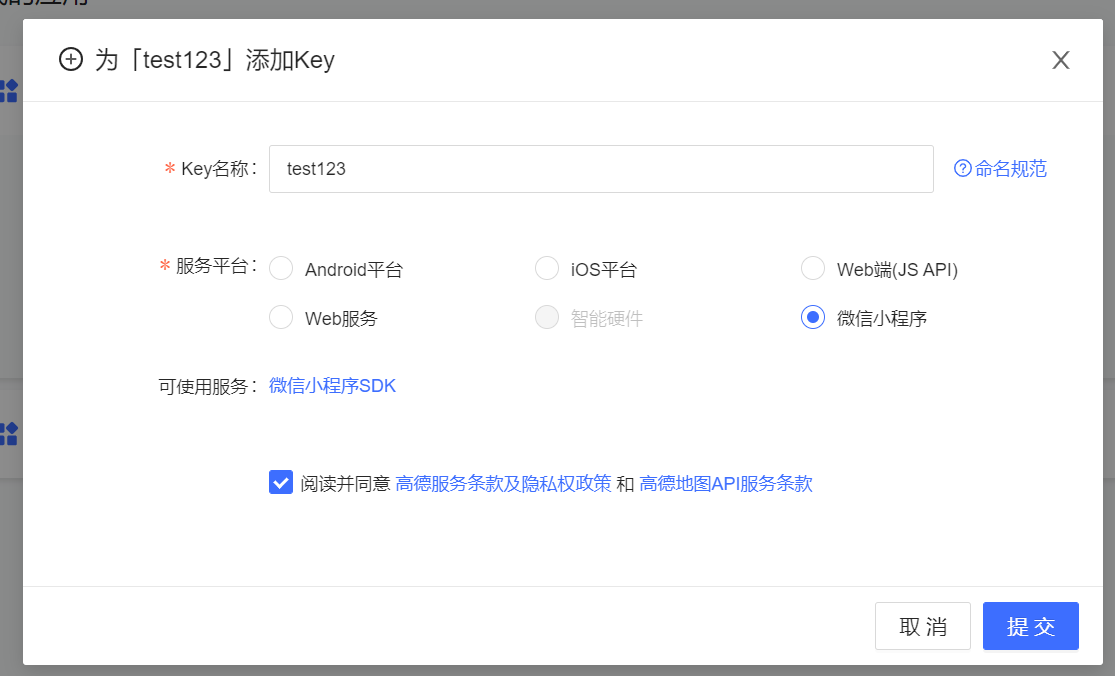 为「test123」添加Key
* Key名称： test123 命名规范
* 服务平台： Android平台 iOS平台 Web端(JS API)
Web服务 智能硬件 微信小程序
可使用服务： 微信小程序SDK
阅读并同意 高德服务条款及隐私权政策 和 高德地图API服务条款
取 消 提 交